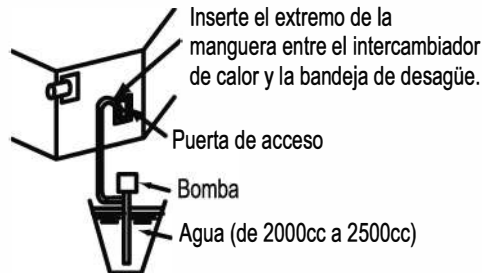 Inserte el extremo de la
manguera entre el intercambiador
de calor y la bandeja de desagüe.
Puerta de acceso
Bomba
Agua (de 2000cc a 2500cc)